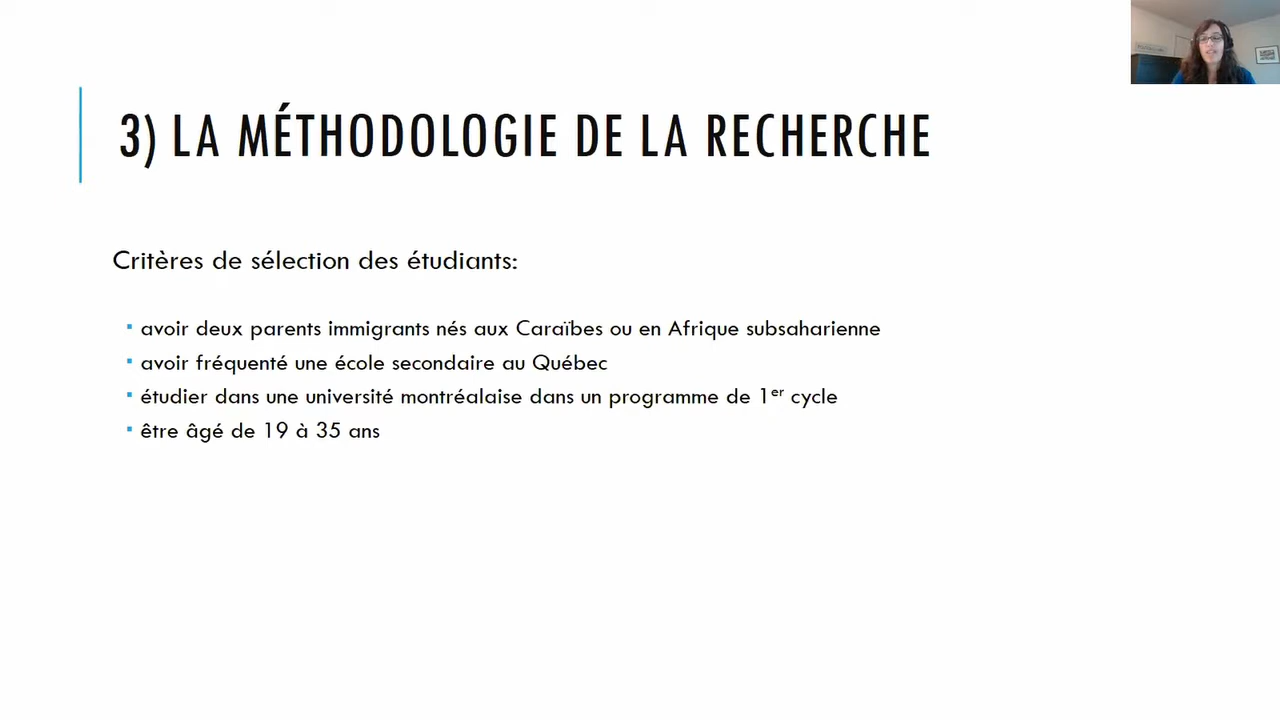 3) LA MÉTHODOLOGIE DE LA RECHERCHE
Critères de sélection des étudiants:
▪ avoir deux parents immigrants nés aux Caraïbes ou en Afrique subsaharienne
▪ avoir fréquenté une école secondaire au Québec
▪ étudier dans une université montréalaise dans un programme de 1er cycle
▪ être âgé de 19 à 35 ans